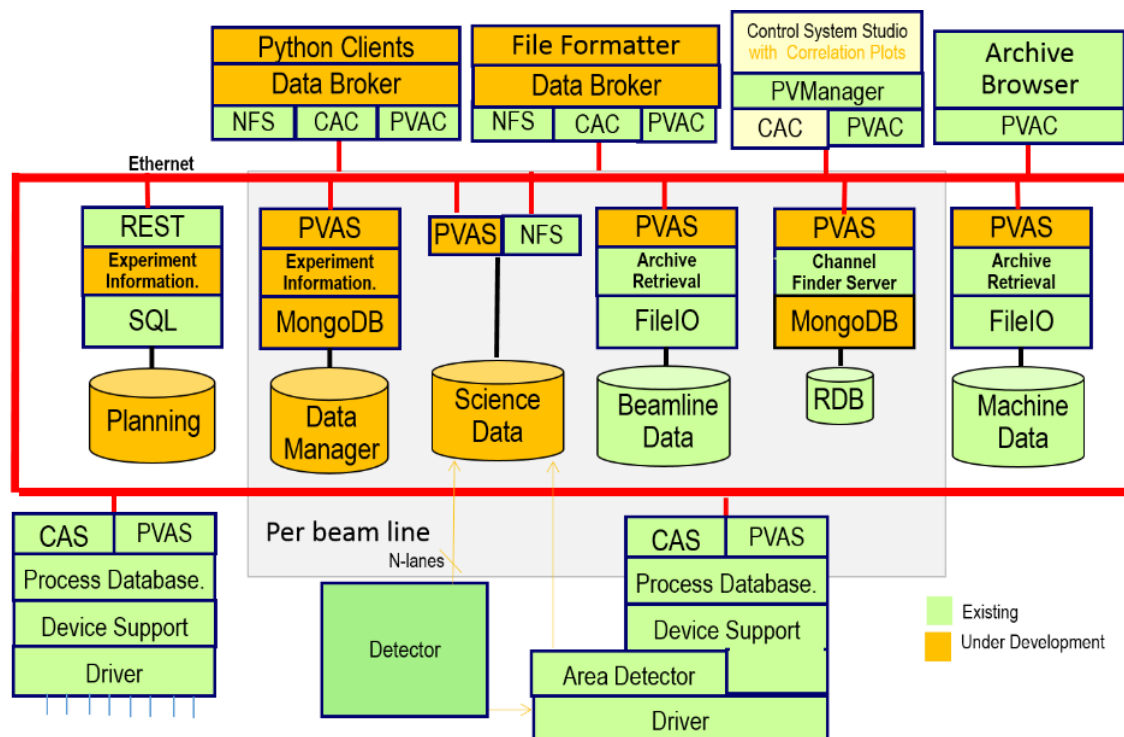 Python Clients
Data Broker
NFS CAC PVAC
File Formatter
Data Broker
NFS CAC PVAC
Control System Studio
with Correlation Plots
PVManager
CAC PVAC
Archive
Browser
PVAC
Ethernet
REST
Experiment
Information.
SQL
Planning
PVAS
Experiment
Information.
MongoDB
Data
Manager
PVAS NFS
Science
Data
PVAS
Archive
Retrieval
FileIO
Beamline
Data
PVAS
Channel
Finder Server
MongoDB
RDB
PVAS
Archive
Retrieval
FileIO
Machine
Data
CAS PVAS
Process Database.
Device Support
Driver
Per beam line
N-lanes
Detector
CAS PVAS
Process Database.
Device Support
Area Detector
Driver
Existing
Under Development